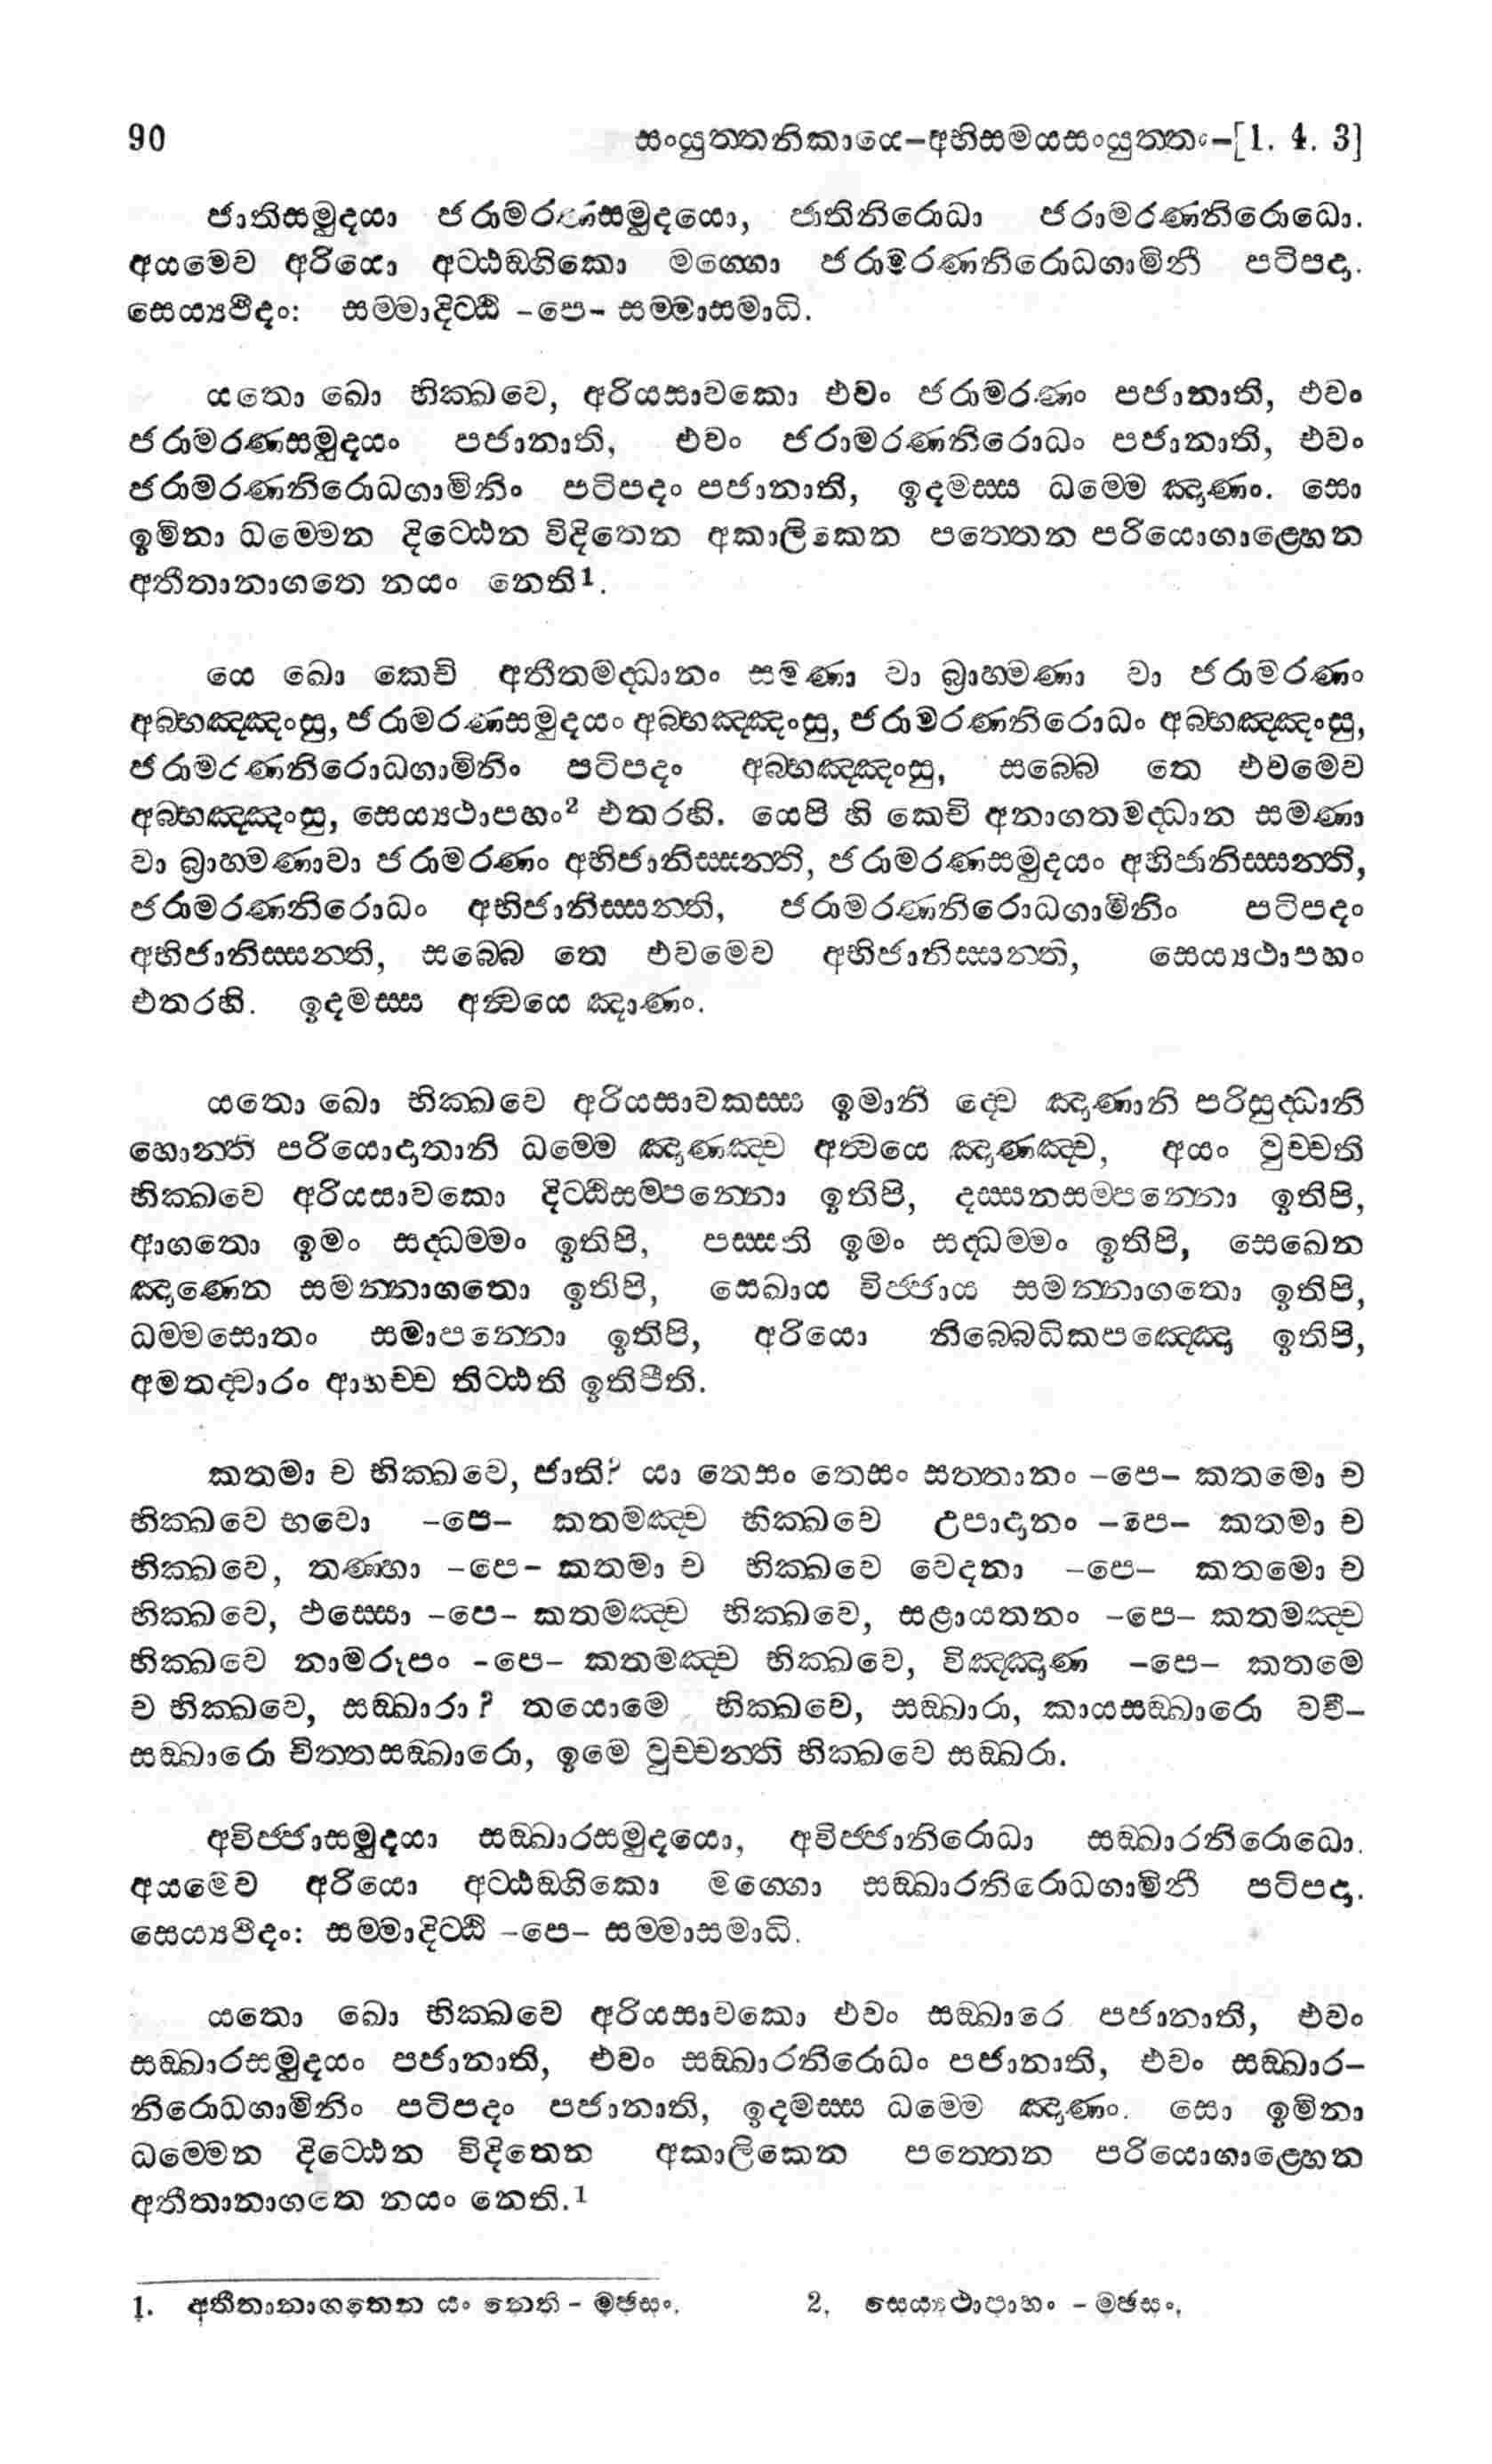 90 සංයුත්තනිකායෙ–අභිසමයසංයුත්තං–[1. 4. 3]
ජාතිසමුදයා ජරාමරණසමුදයො, ජාතිනිරොධා ජරාමරණනිරොධො.
අයමෙව අරියො අට්ඨඞ්ගිකො මග්ගො ජරාමරණනිරොධගාමිනී පටිපදා.
සෙය්‍යථීදං: සම්මාදිට්ඨි –පෙ– සම්මාසමාධි.
යතො ඛො භික්ඛවෙ, අරියසාවකො එවං ජරාමරණං පජානාති, එවං
ජරාමරණසමුදයං පජානාති, එවං ජරාමරණනිරොධං පජානාති, එවං
ජරාමරණනිරොධගාමිනිං පටිපදං පජානාති, ඉදමස්ස ධම්මෙ ඤාණං. සො
ඉමිනා ධම්මෙන දිට්ඨෙන විදිතෙන අකාලිකෙන පත්තෙන පරියොගාළ්හෙන
අතීතානාගතෙ නයං නෙති1.
යෙ ඛො කෙචි අතීතමද්ධානං සමණා වා බ්‍රාහ්මණා වා ජරාමරණං
අබ්භඤ්ඤංසු, ජරාමරණසමුදයං අබ්භඤ්ඤංසු, ජරාමරණනිරොධං අබ්භඤ්ඤංසු,
ජරාමරණනිරොධගාමිනිං පටිපදං අබ්භඤ්ඤංසු, සබ්බෙ තෙ එවමෙව
අබ්භඤ්ඤංසු, සෙය්‍යථාපහං2 එතරහි. යෙපි හි කෙචි අනාගතමද්ධාන සමණා
වා බ්‍රාහ්මණාවා ජරාමරණං අභිජානිස්සන්ති, ජරාමරණසමුදයං අභිජානිස්සන්ති,
ජරාමරණනිරොධං අභිජානිස්සන්ති, ජරාමරණනිරොධගාමිනිං පටිපදං
අභිජානිස්සන්ති, සබ්බෙ තෙ එවමෙව අභිජානිස්සන්ති, සෙය්‍යථාපහං
එතරහි. ඉදමස්ස අන්වයෙ ඤාණං.
යතො ඛො භික්ඛවෙ අරියසාවකස්ස ඉමානි ද්වෙ ඤාණානි පරිසුද්ධානි
හොන්ති පරියොදාතානි ධම්මෙ ඤාණඤ්ච අන්වයෙ ඤාණඤ්ච, අයං වුච්චති
භික්ඛවෙ අරියසාවකො දිට්ඨිසම්පන්නො ඉතිපි, දස්සනසම්පන්නො ඉතිපි,
ආගතො ඉමං සද්ධම්මං ඉතිපි, පස්සති ඉමං සද්ධම්මං ඉතිපි, සෙඛෙන
ඤාණෙන සමන්නාගතො ඉතිපි, සෙඛාය විජ්ජාය සමන්නාගතො ඉතිපි,
ධම්මසොතං සමාපන්නො ඉතිපි, අරියො නිබ්බෙධිකපඤ්ඤො ඉතිපි,
අමතද්වාරං ආහච්ච තිට්ඨති ඉතිපීති.
කතමා ච භික්ඛවෙ, ජාති? යා තෙසං තෙසං සත්තානං –පෙ– කතමො ච
භික්ඛවෙ භවො –පෙ– කතමඤ්ච භික්ඛවෙ උපාදානං –පෙ– කතමා ච
භික්ඛවෙ, තණ්හා –පෙ– කතමා ච භික්ඛවෙ වෙදනා –පෙ– කතමො ච
භික්ඛවෙ, ඵස්සො –පෙ– කතමඤ්ච භික්ඛවෙ, සළායතනං –පෙ– කතමඤ්ච
භික්ඛවෙ නාමරූපං –පෙ– කතමඤ්ච භික්ඛවෙ, විඤ්ඤාණ –පෙ– කතමෙ
ච භික්ඛවෙ, සඞ්ඛාරා? තයොමෙ භික්ඛවෙ, සඞ්ඛාරා, කායසඞ්ඛාරො වචී–
සඞ්ඛාරො චිත්තසඞ්ඛාරො, ඉමෙ වුච්චන්ති භික්ඛවෙ සඞ්ඛරා.
අවිජ්ජාසමුදයා සඞ්ඛාරසමුදයො, අවිජ්ජානිරොධා සඞ්ඛාරනිරොධො.
අයමෙව අරියො අට්ඨඞ්ගිකො මග්ගො සඞ්ඛාරනිරොධගාමිනී පටිපදා.
සෙය්‍යථීදං: සම්මාදිට්ඨි –පෙ– සම්මාසමාධි.
යතො ඛො භික්ඛවෙ අරියසාවකො එවං සඞ්ඛාරෙ පජානාති, එවං
සඞ්ඛාරසමුදයං පජානාති, එවං සඞ්ඛාරනිරොධං පජානාති, එවං සඞ්ඛාර–
නිරොධගාමිනිං පටිපදං පජානාති, ඉදමස්ස ධම්මෙ ඤාණං. සො ඉමිනා
ධම්මෙන දිට්ඨෙන විදිතෙන අකාලිකෙන පත්තෙන පරියොගාළ්හෙන
අතීතානාගතෙ නයං නෙති.1
1. අතීතානාගතෙන යං නෙති – මඡසං. 2. සෙය්‍යථාපාහං – මඡසං.